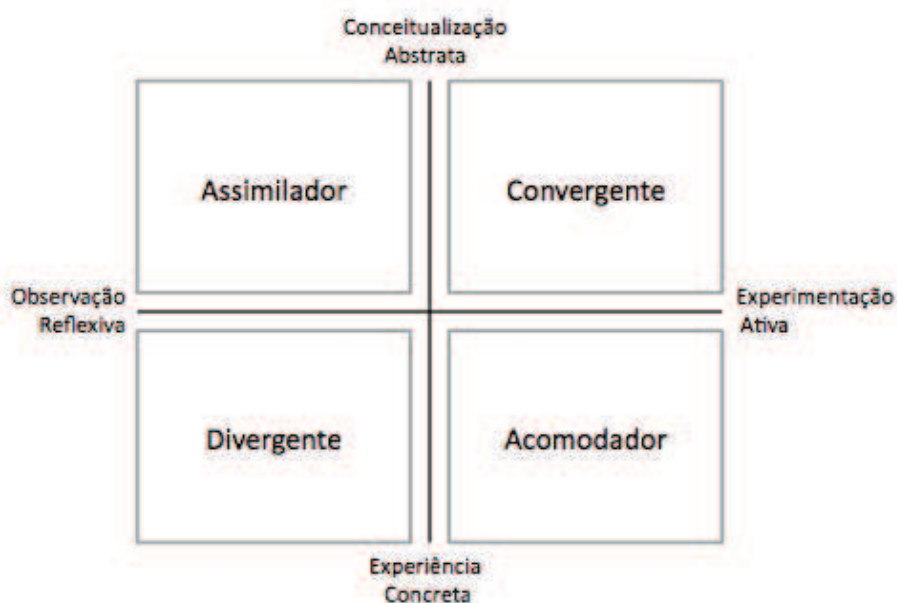 Conceitualização
Abstrata
Assimilador
Convergente
Observação
Reflexiva
Experimentação
Ativa
Divergente
Acomodador
Experiência
Concreta